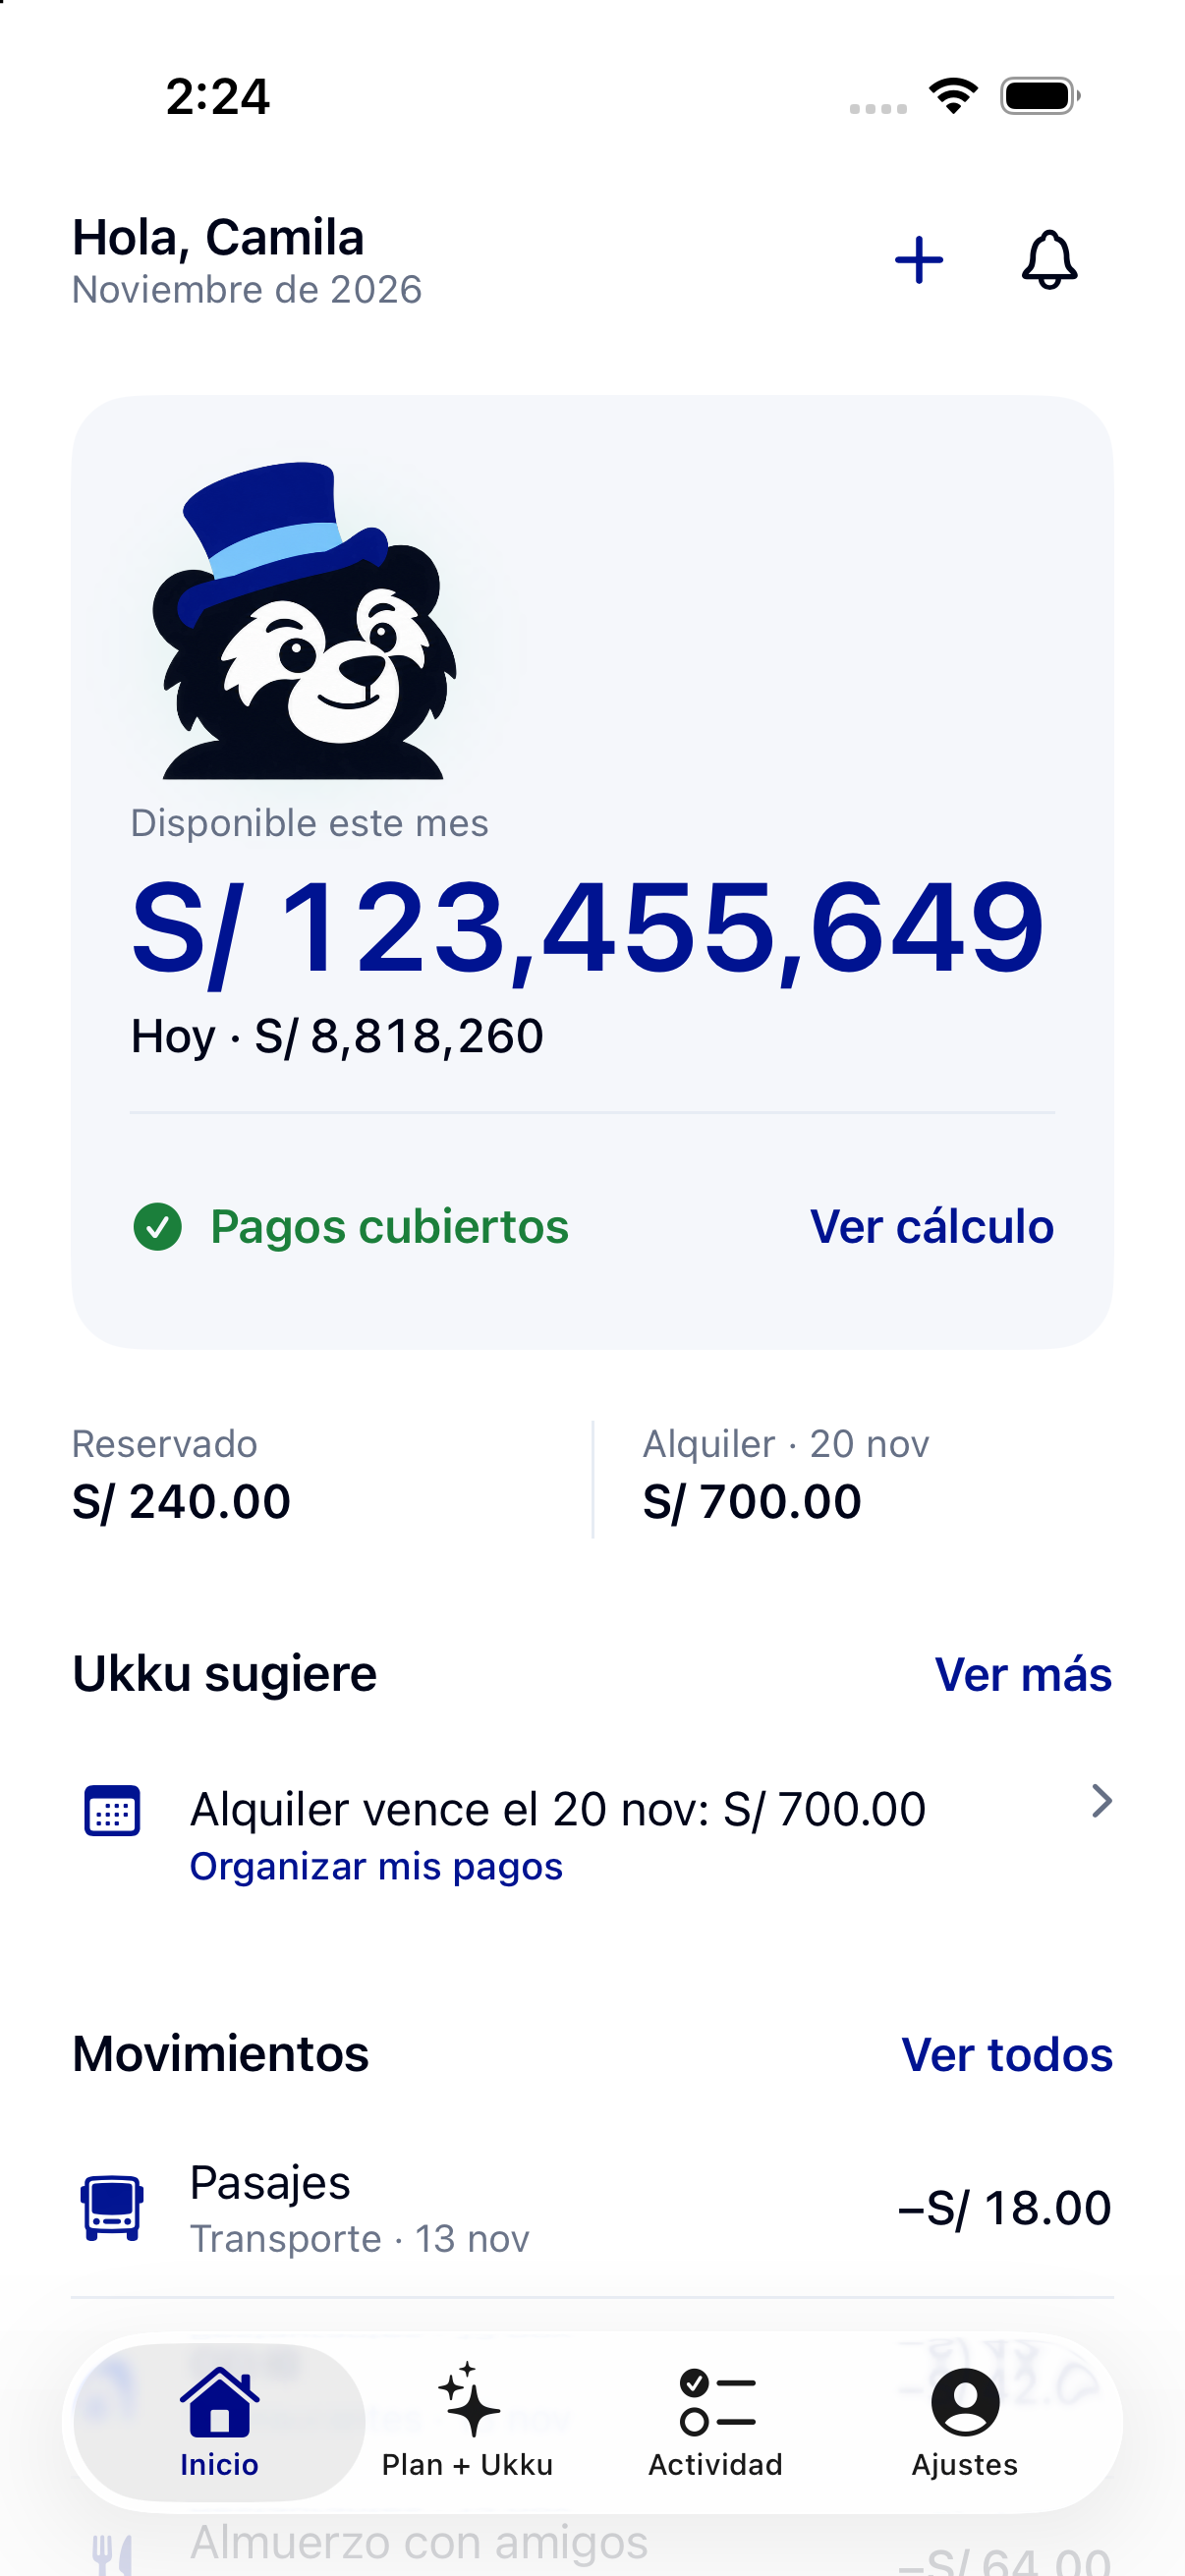 2:24
Hola, Camila
Noviembre de 2026
Disponible este mes
S/ 123,455,649
Hoy · S/ 8,818,260
Pagos cubiertos
Ver cálculo
Reservado
S/ 240.00
Alquiler · 20 nov
S/ 700.00
Ukku sugiere
Ver más
Alquiler vence el 20 nov: S/ 700.00
Organizar mis pagos
Movimientos
Ver todos
Pasajes
Transporte · 13 nov
–S/ 18.00
Inicio
Plan + Ukku
Actividad
Ajustes
Almuerzo con amigos
–S/ 64.00